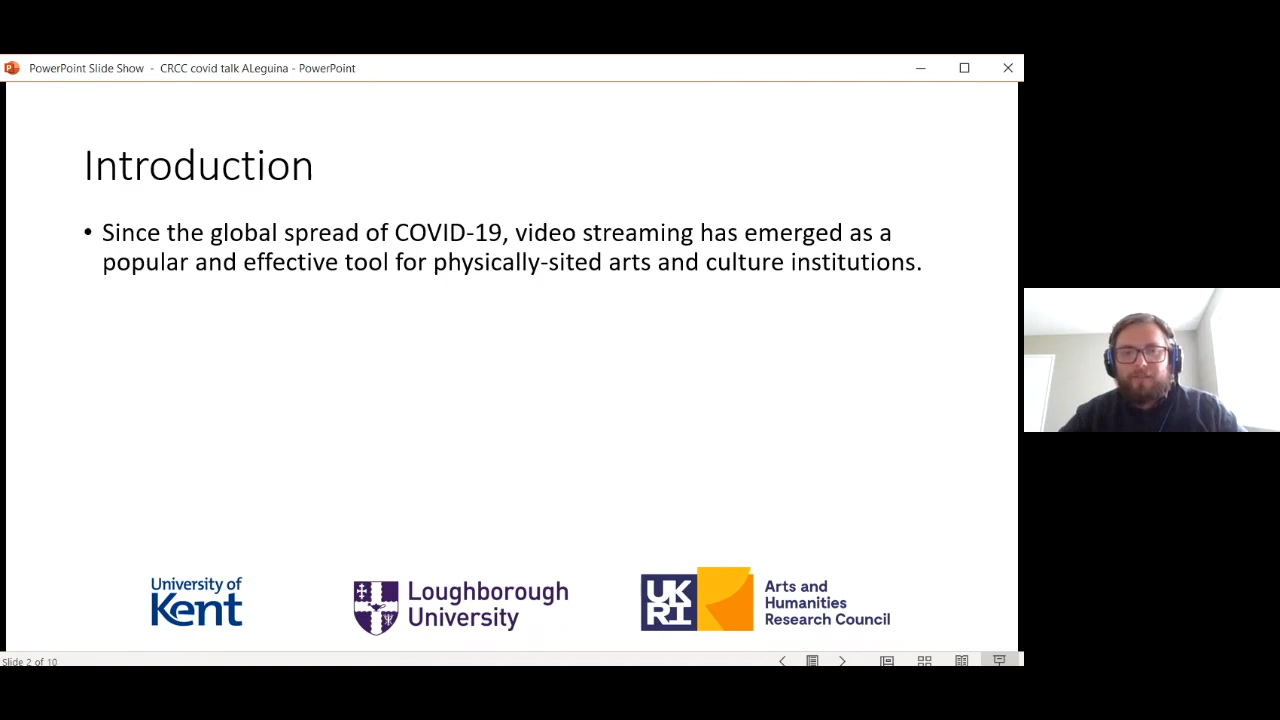 PowerPoint Slide Show - CRCC covid talk ALeguina - PowerPoint
Introduction
• Since the global spread of COVID-19, video streaming has emerged as a
popular and effective tool for physically-sited arts and culture institutions.
University of
Kent
Loughborough
University
UK
RI
Arts and
Humanities
Research Council
Slide 2 of 10